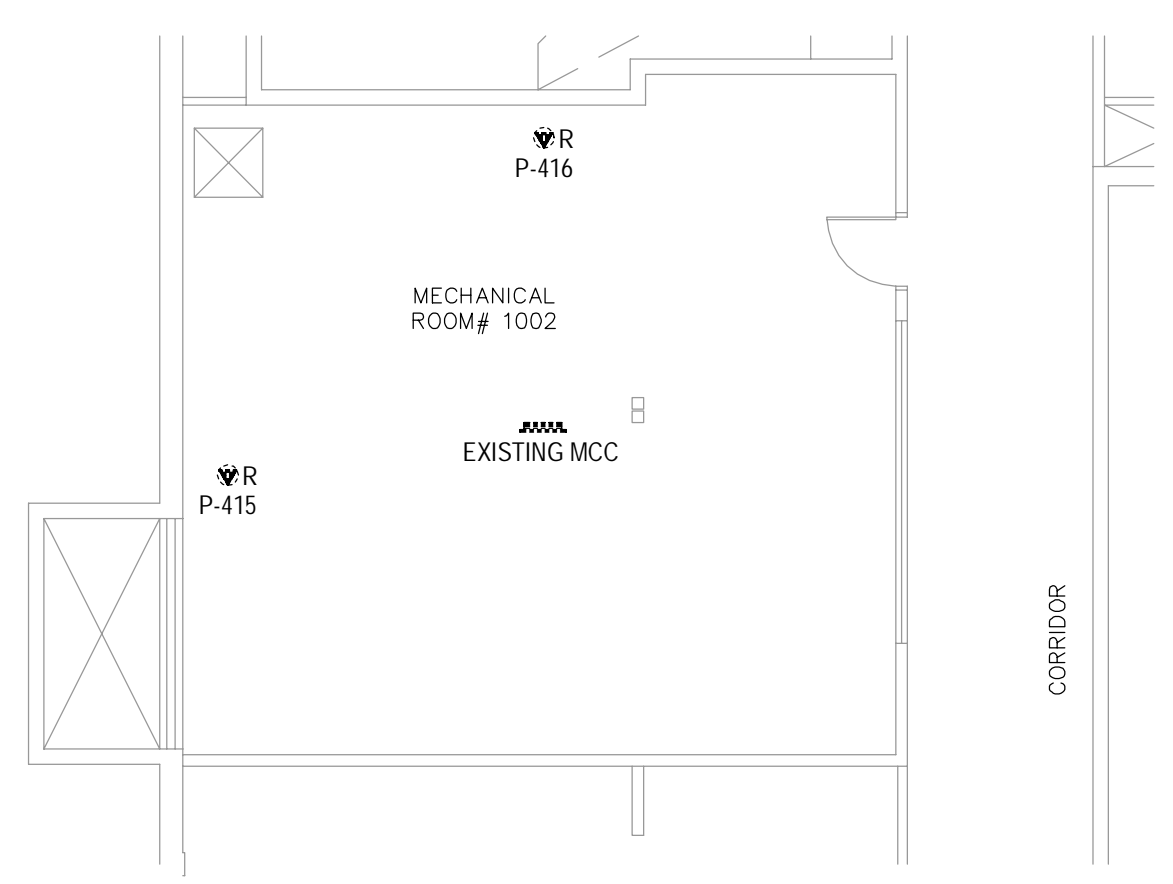 R
P-416
MECHANICAL
ROOM# 1002
EXISTING MCC
R
P-415
CORRIDOR